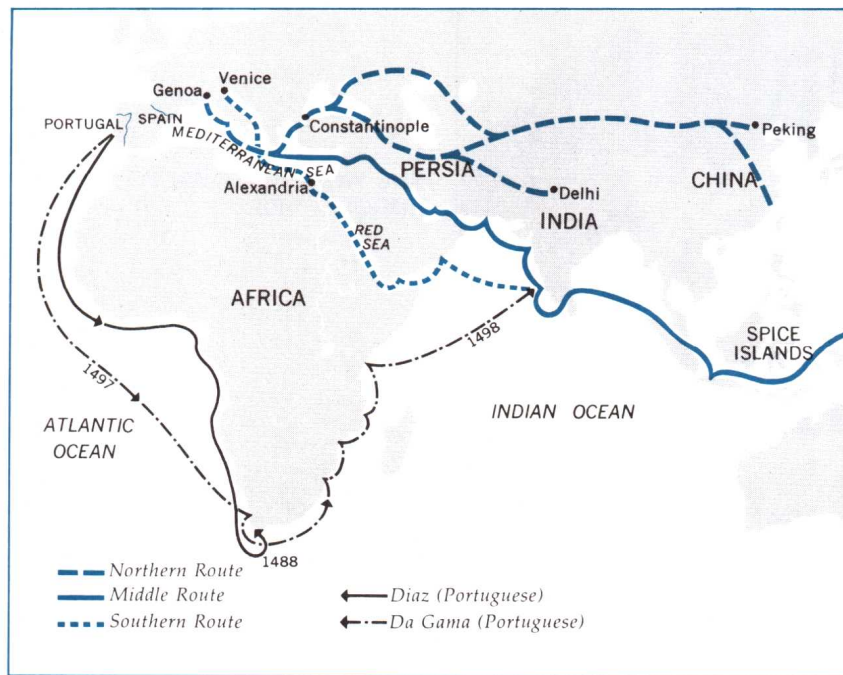 Venice
Genoa
PORTUGAL
SPAIN
MEDITERRANEAN SEA
Constantinople
Alexandria
PERSIA
Peking
CHINA
Delhi
INDIA
RED
SEA
AFRICA
1498
SPICE
ISLANDS
1497
ATLANTIC
OCEAN
INDIAN OCEAN
1488
Northern Route
Middle Route
Southern Route
Diaz (Portuguese)
Da Gama (Portuguese)